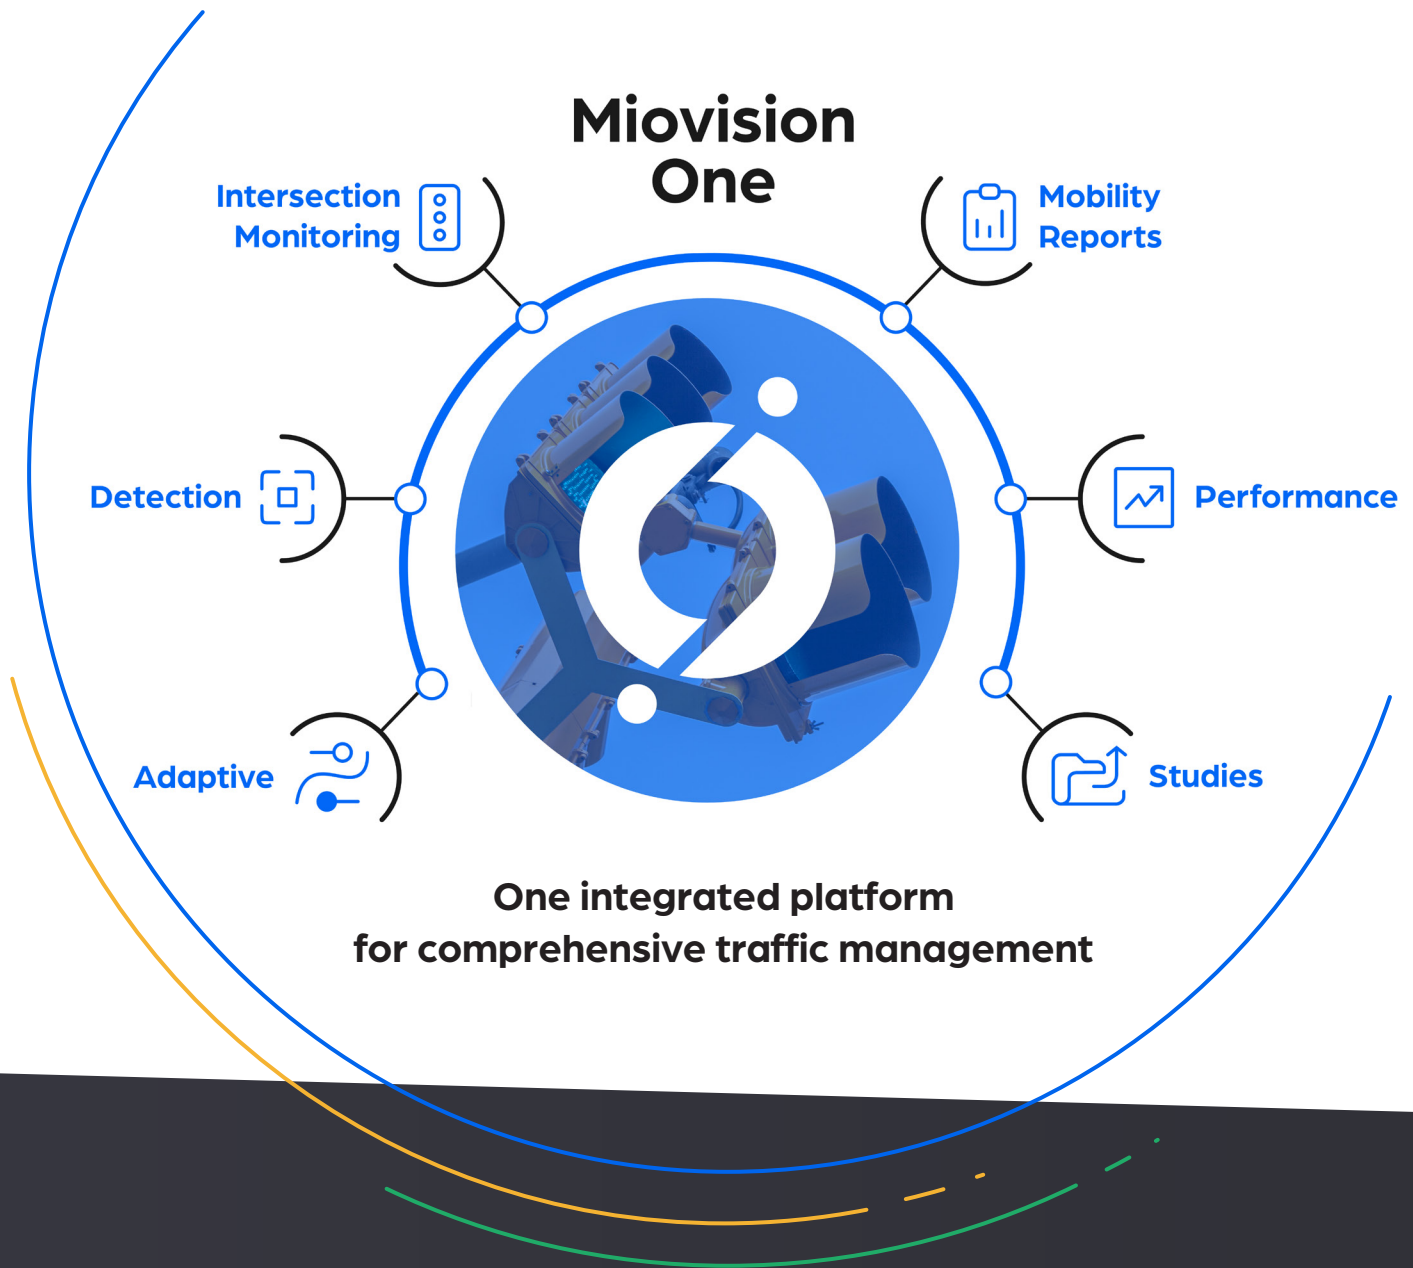 Miovision
One
Intersection
Monitoring
Mobility
Reports
Detection
Performance
Adaptive
Studies
One integrated platform
for comprehensive traffic management